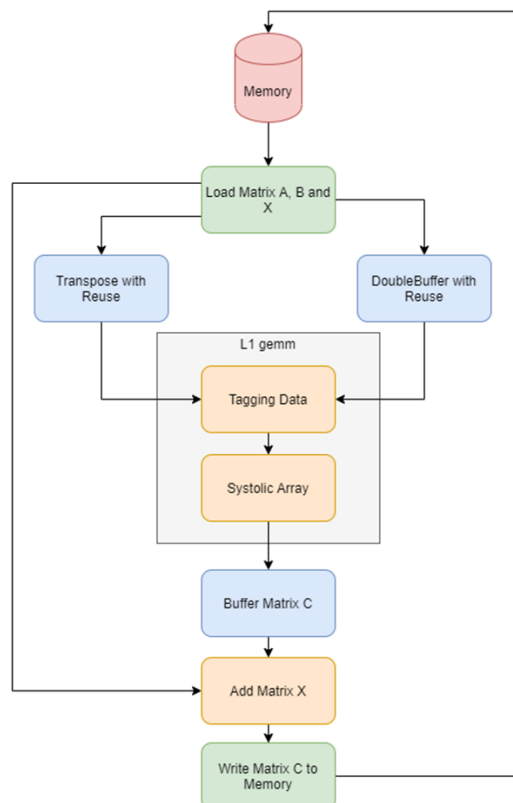 Memory
Load Matrix A, B and
X
Transpose with
Reuse
DoubleBuffer with
Reuse
L1 gemm
Tagging Data
Systolic Array
Buffer Matrix C
Add Matrix X
Write Matrix C to
Memory